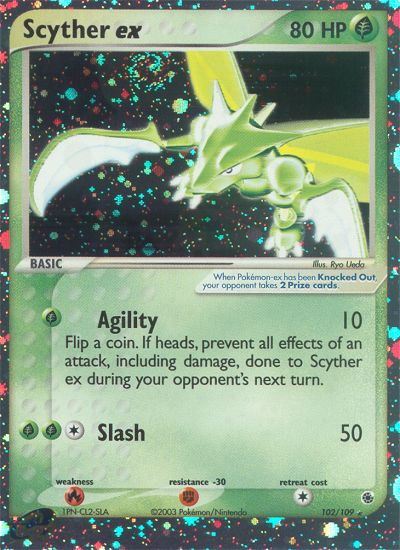 Scyther ex 80 HP
Illus. Ryo Ueda
BASIC
When Pokémon-ex has been Knocked Out,
your opponent takes 2 Prize cards.
Agility 10
Flip a coin. If heads, prevent all effects of an
attack, including damage, done to Scyther
ex during your opponent's next turn.
Slash 50
weakness resistance -30 retreat cost
1PN-CL2-SLA ©2003 Pokémon/Nintendo 102/109